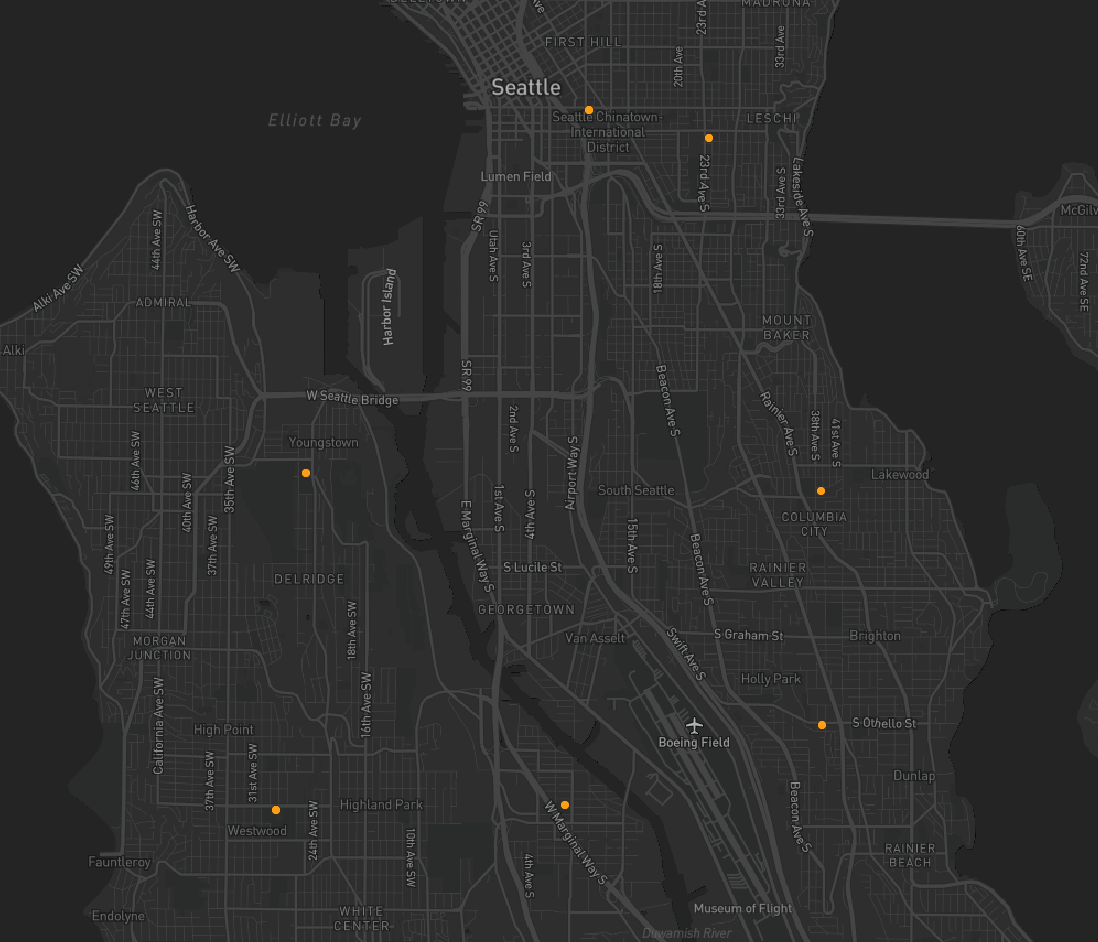 BELLTOWN
Ave
23rd A
MADRONA
FIRST HILL
33rd Ave
20th Ave
Seattle
Elliott Bay
Seattle Chinatown-
International
District
LESCHI
Lumen Field
23rd Ave S
33rd Ave S
Lakeside Ave S
McGilv
SR 99
44th Ave SW
Harbor Ave SW
Utah Ave S
3rd Ave S
18th Ave S
60th Ave SE
72nd Ave SE
Alki Ave SW
ADMIRAL
Harbor Island
MOUNT
BAKER
Alki
SR 99
WEST
SEATTLE
W Seattle Bridge
Beacon Ave S
Rainier Ave S
38th Ave S
41st Ave S
2nd Ave S
Youngstown
46th Ave SW
35th Ave SW
Airport Way S
Lakewood
South Seattle
40th Ave SW
1st Ave S
S 4th Ave
COLUMBIA
CITY
49th Ave SW
37th Ave SW
E Marginal Way S
15th Ave S
S Lucile St
Beacon Ave S
RAINIER
VALLEY
DELRIDGE
47th Ave SW
44th Ave SW
GEORGETOWN
18th Ave SW
Van Asselt
S Graham St
Brighton
MORGAN
JUNCTION
Swift Ave S
Holly Park
California Ave SW
16th Ave SW
High Point
S Othello St
Boeing Field
37th Ave SW
31st Ave SW
Dunlap
Highland Park
Westwood
24th Ave SW
10th Ave SW
W Marginal Way S
Beacon Ave S
RAINIER
BEACH
Fauntleroy
4th Ave S
Endolyne
WHITE
CENTER
Museum of Flight
Duwamish River